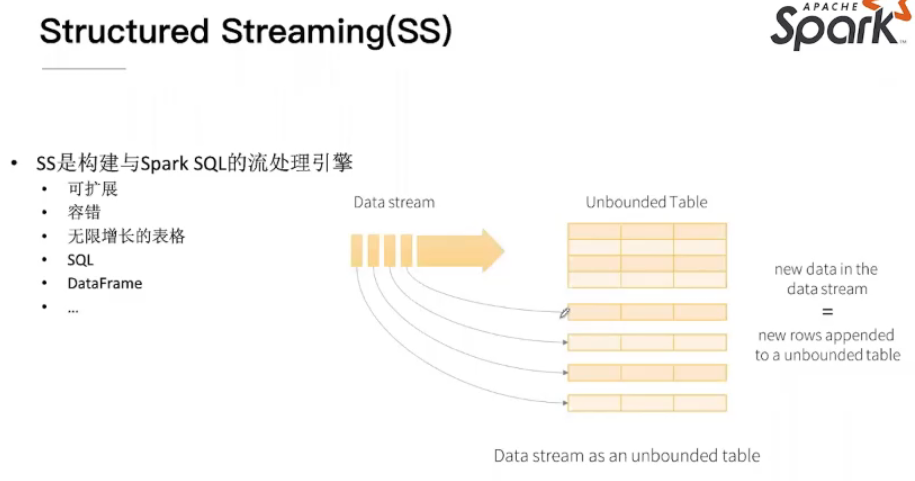 Structured Streaming(SS)
APACHE
Spark™
• SS是构建与Spark SQL的流处理引擎
• 可扩展
• 容错
• 无限增长的表格
• SQL
• DataFrame
• ...
Data stream
Unbounded Table
new data in the
data stream
=
new rows appended
to a unbounded table
Data stream as an unbounded table